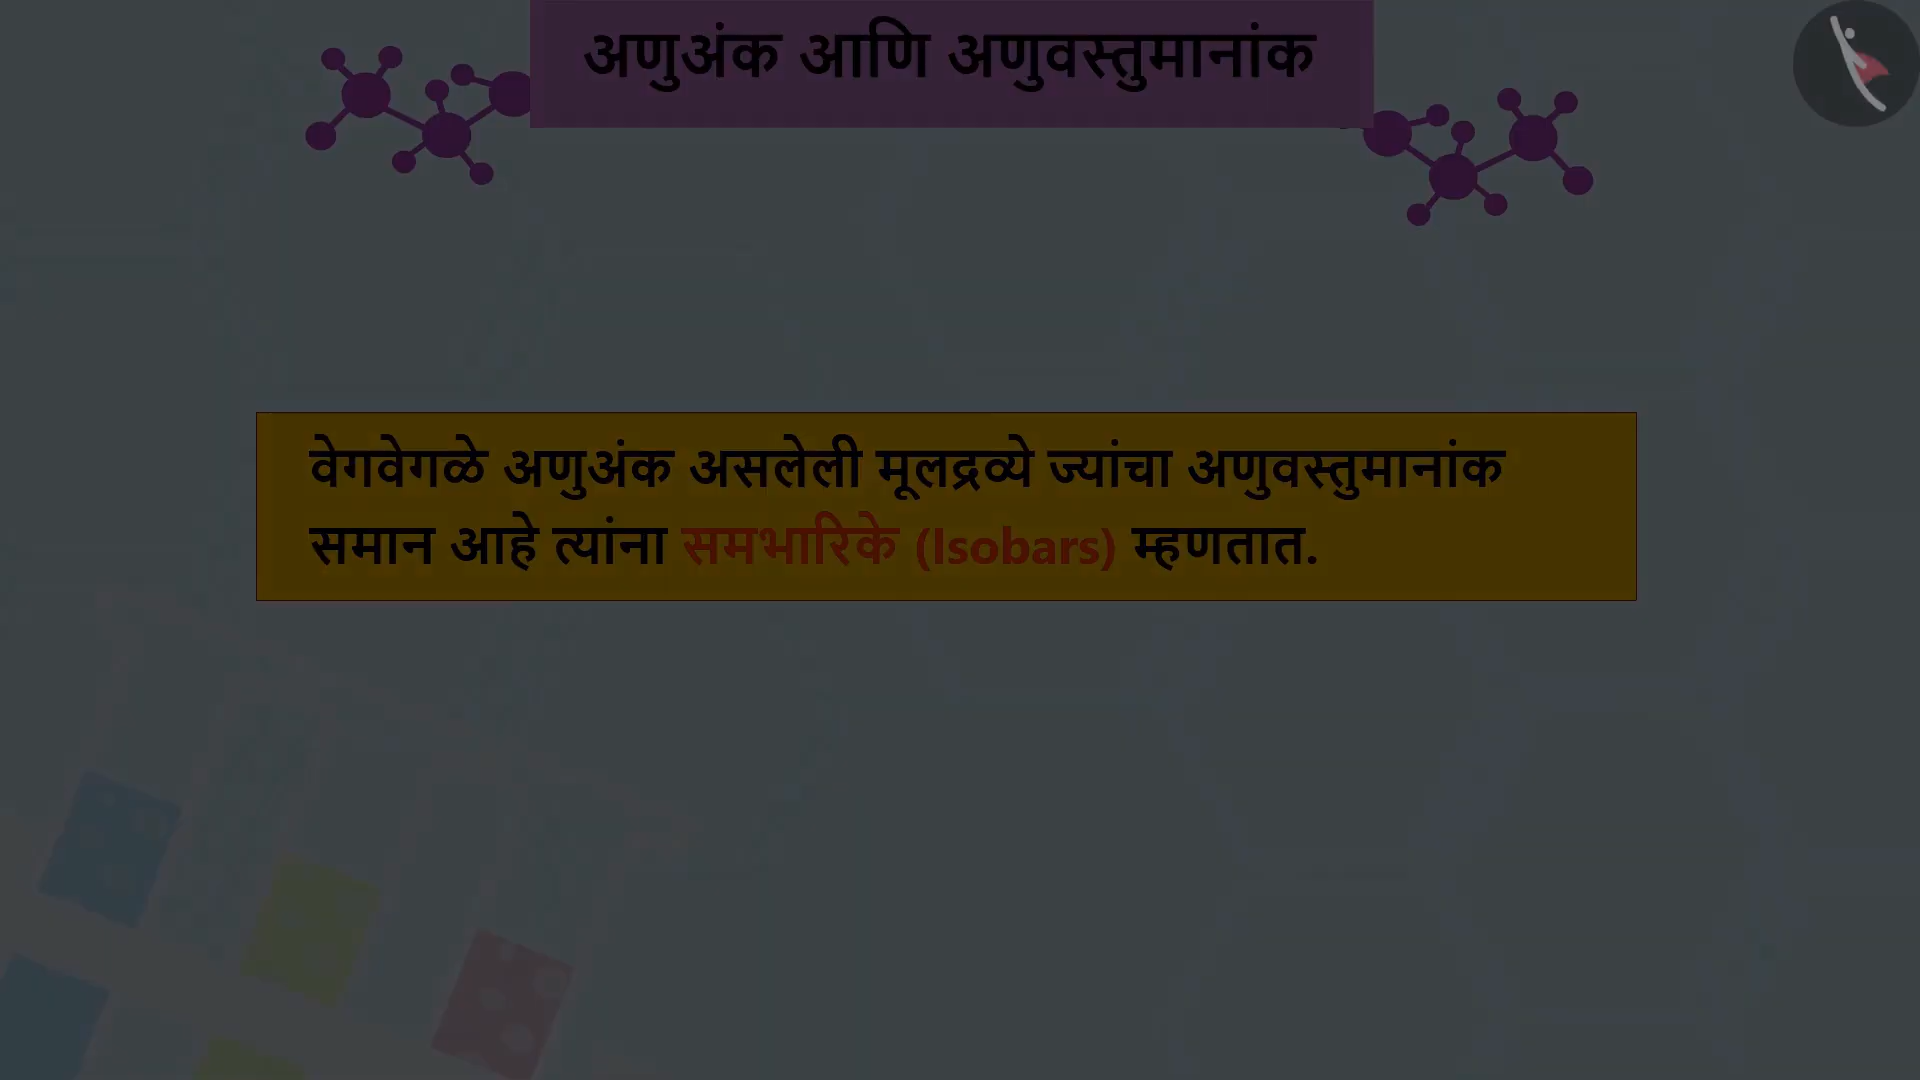 अणुअंक आणि अणुवस्तुमानांक
वेगवेगळे अणुअंक असलेली मूलद्रव्ये ज्यांचा अणुवस्तुमानांक
समान आहे त्यांना समभारिके (Isobars) म्हणतात.